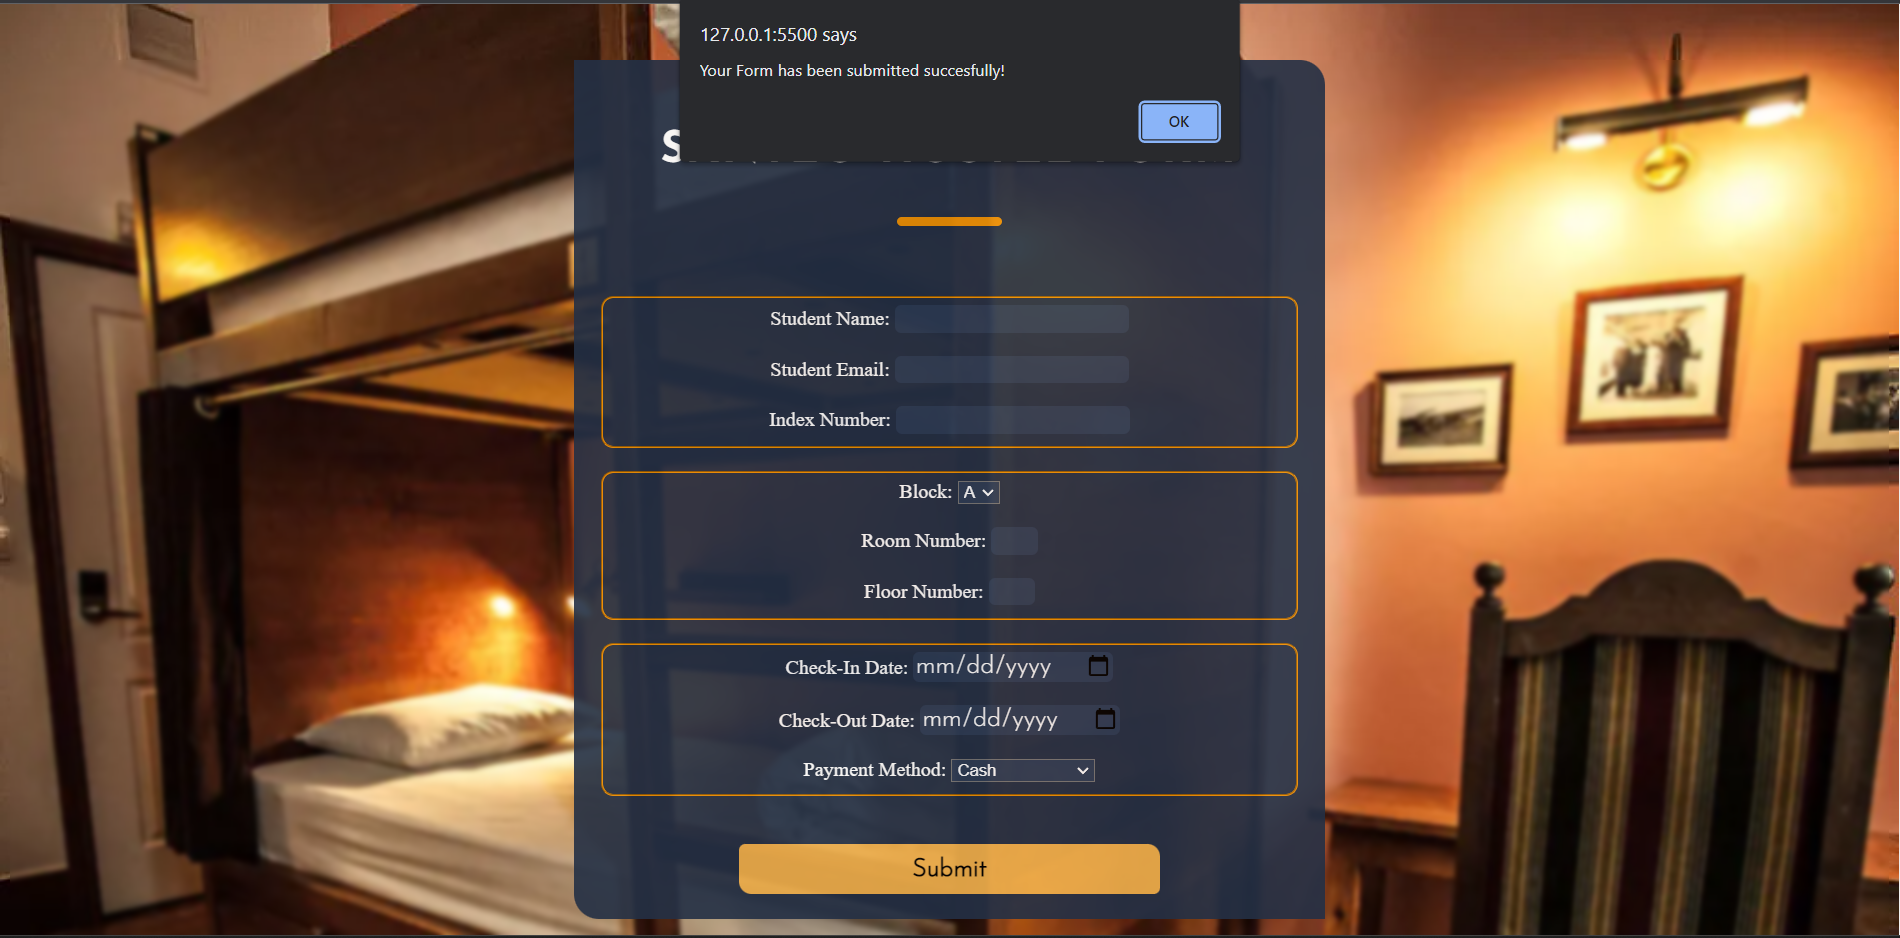 127.0.0.1:5500 says
Your Form has been submitted succesfully!
OK
Student Name:
Student Email:
Index Number:
Block: A
Room Number:
Floor Number:
Check-In Date: mm/dd/yyyy
Check-Out Date: mm/dd/yyyy
Payment Method: Cash
Submit